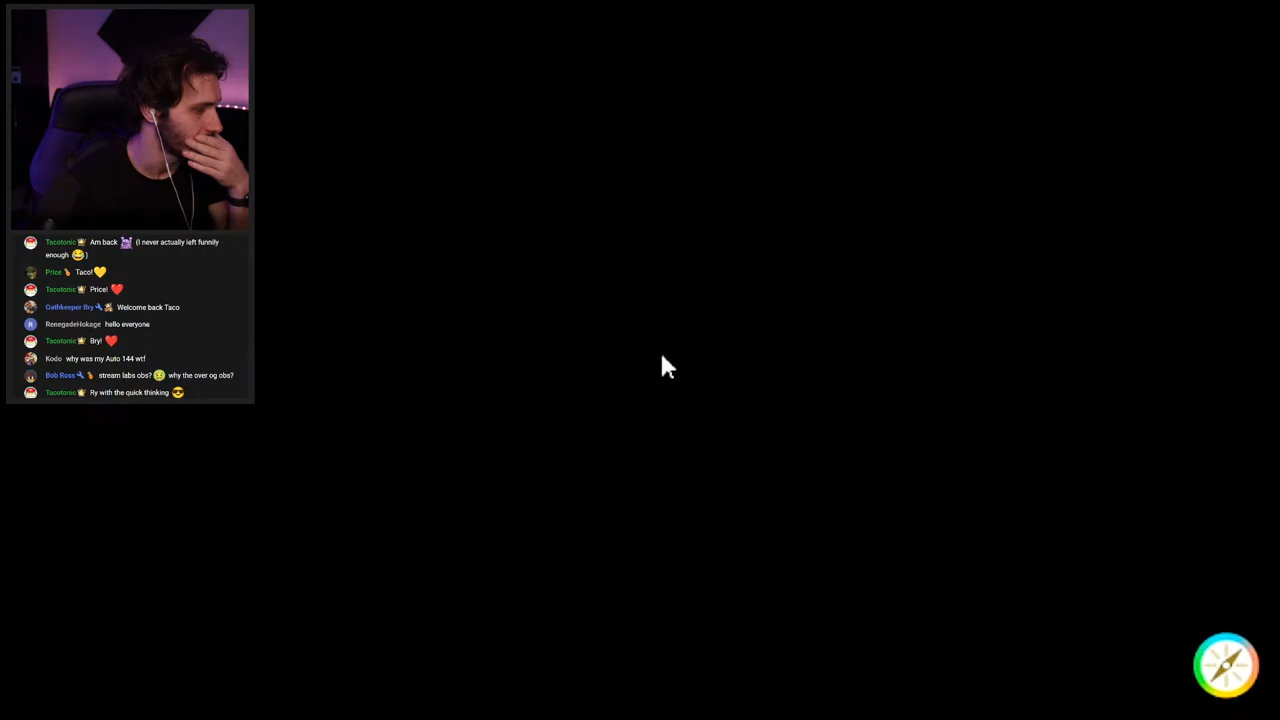 Tacotonic Am back (I never actually left funnily
enough )
Price Taco!
Tacotonic Price!
Oathkeeper Bry Welcome back Taco
R RenegadeHokage hello everyone
Tacotonic Bry!
Kodo why was my Auto 144 wtf
Bob Ross stream labs obs? why the over og obs?
Tacotonic Ry with the quick thinking